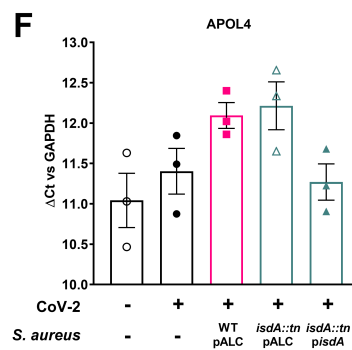 F
APOL4
ΔCt vs GAPDH
13.0
12.5
12.0
11.5
11.0
10.5
10.0
CoV-2 - + + + +
S. aureus - - WT pALC isdA::tn pALC isdA::tn pisdA